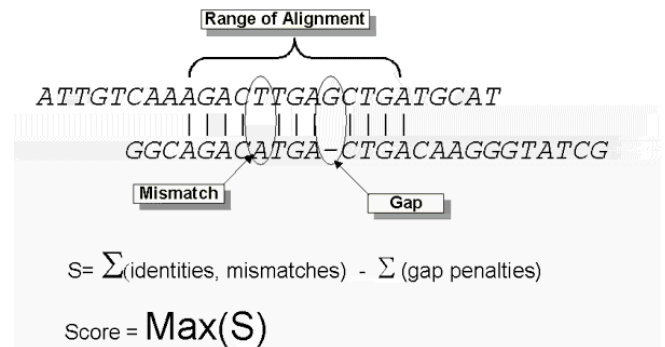 Range of Alignment
ATTGTCAAAGACTTGAGCTGATGCAT
GGCAGACATGA-CTGACAAGGGTATCG
Mismatch
Gap
S= Σ(identities, mismatches) - Σ (gap penalties)
Score = Max(S)